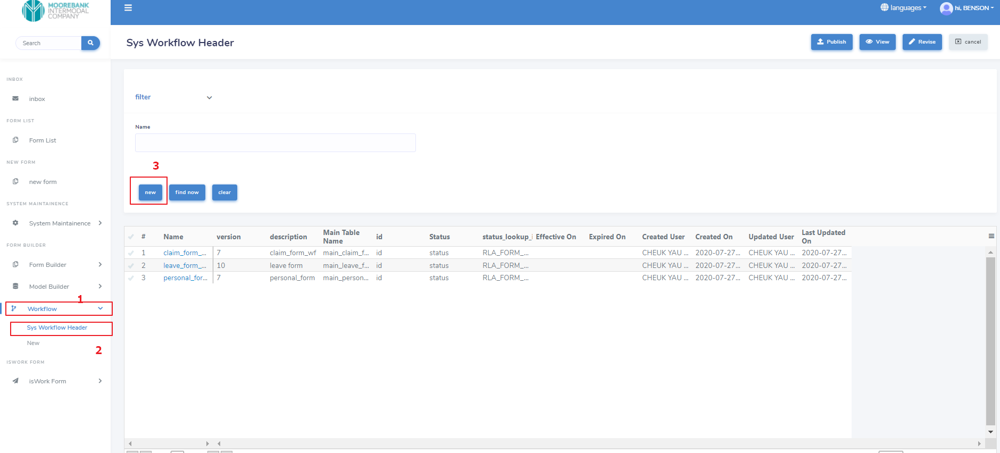 MOOREBANK
INTERMODAL
COMPANY
languages
hi, BENSON
Search
Sys Workflow Header
Publish
View
Revise
cancel
INBOX
inbox
FORM LIST
Form List
NEW FORM
new form
SYSTEM MAINTAINENCE
System Maintainence
FORM BUILDER
Form Builder
Model Builder
1
Workflow
Sys Workflow Header
New
2
ISWORK FORM
isWork Form
filter
Name
3
new find now clear
# Name version description Main Table Name id Status status_lookup_i Effective On Expired On Created User Created On Updated User Last Updated On
1 claim_form_... 7 claim_form_wf main_claim_f... id status RLA_FORM_... CHEUK YAU ... 2020-07-27... CHEUK YAU ... 2020-07-27...
2 leave_form_... 10 leave form main_leave_f... id status RLA_FORM_... CHEUK YAU ... 2020-07-27... CHEUK YAU ... 2020-07-27...
3 personal_for... 7 personal_form main_person... id status RLA_FORM_... CHEUK YAU ... 2020-07-27... CHEUK YAU ... 2020-07-27...